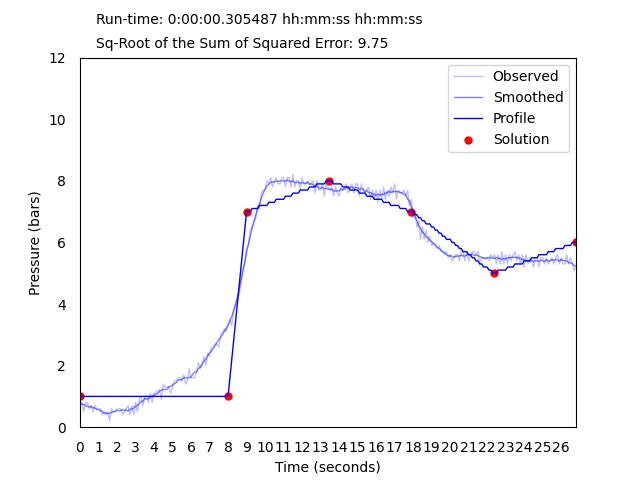 Run-time: 0:00:00.305487 hh:mm:ss hh:mm:ss
Sq-Root of the Sum of Squared Error: 9.75
12
10
8
6
4
2
0
Pressure (bars)
Observed
Smoothed
Profile
Solution
0 1 2 3 4 5 6 7 8 9 10 11 12 13 14 15 16 17 18 19 20 21 22 23 24 25 26
Time (seconds)